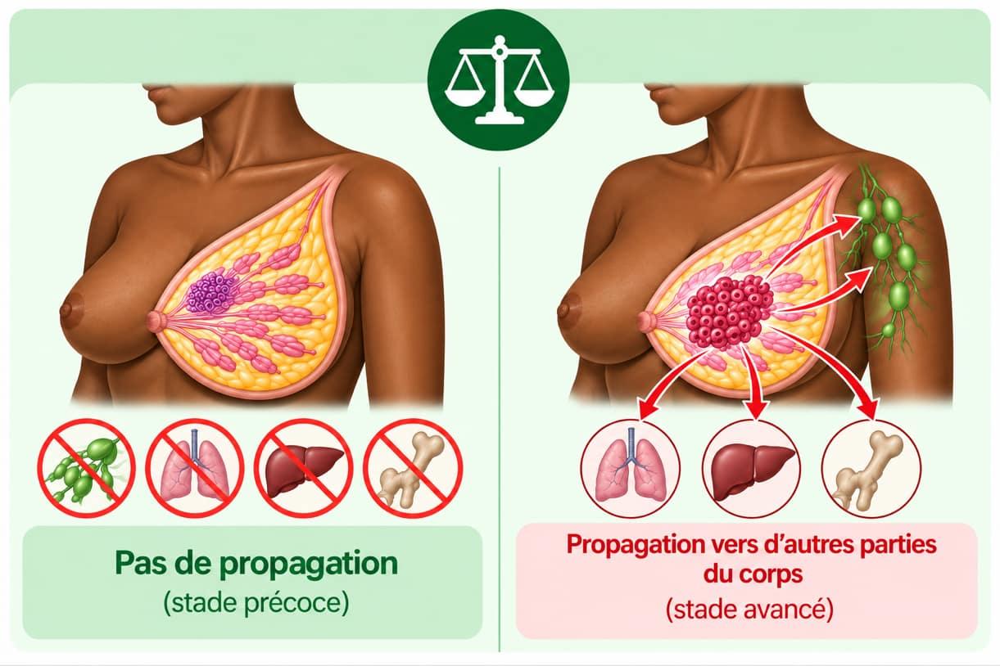 Pas de propagation
(stade précoce)
Propagation vers d’autres parties
du corps
(stade avancé)